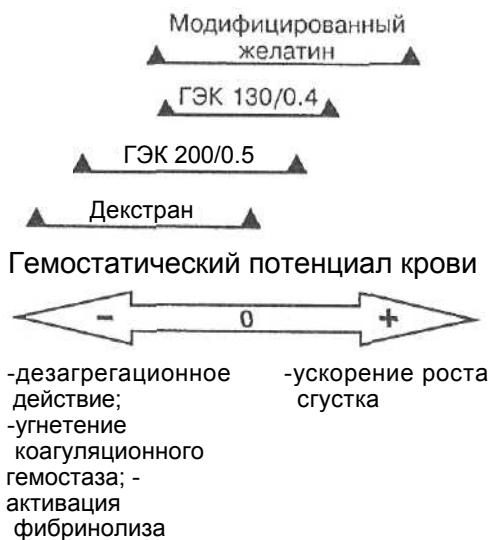 Модифицированный
желатин
ГЭК 130/0.4
ГЭК 200/0.5
Декстран
Гемостатический потенциал крови
- 0 +
-дезагрегационное
действие;
-угнетение
коагуляционного
гемостаза; -
активация
фибринолиза
-ускорение роста
сгустка